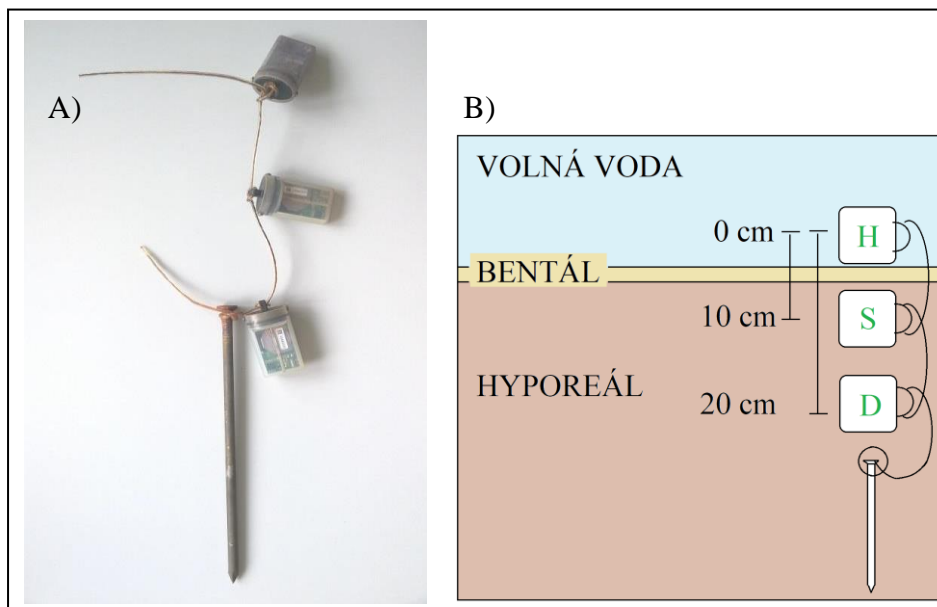 A)
B)
VOLNÁ VODA
0 cm
H
BENTÁL
10 cm
S
HYPOREÁL
20 cm
D